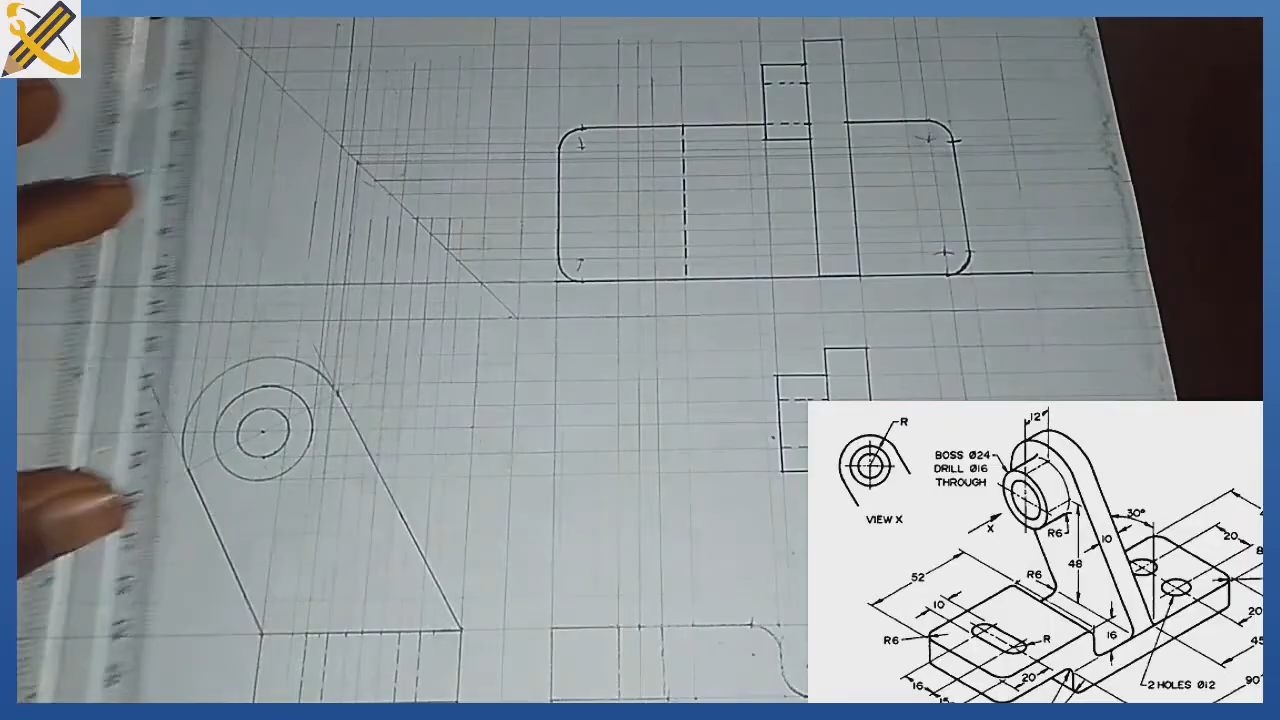 R
12
BOSS Ø24
DRILL Ø16
THROUGH
VIEW X
X
R6
30°
10
20
48
52
R6
10
R6
R
16
20
16
2 HOLES Ø12
20
45
90